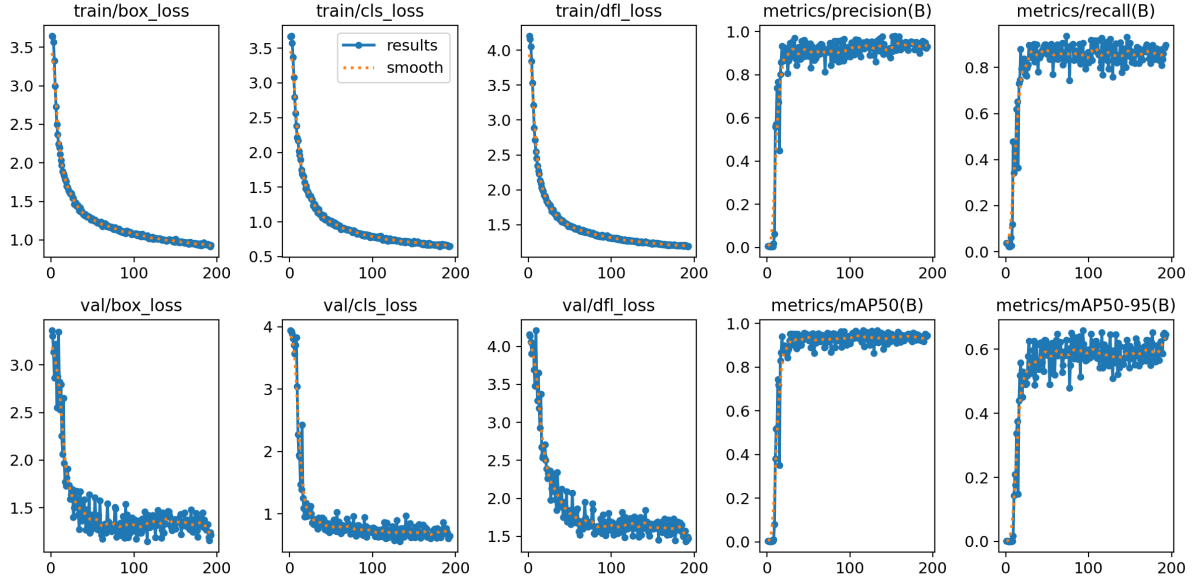 train/box_loss
train/cls_loss
train/dfl_loss
metrics/precision(B)
metrics/recall(B)
results
smooth
3.5
3.0
2.5
2.0
1.5
1.0
3.5
3.0
2.5
2.0
1.5
1.0
0.5
4.0
3.5
3.0
2.5
2.0
1.5
1.0
0.8
0.6
0.4
0.2
0.0
0.8
0.6
0.4
0.2
0.0
0 100 200
0 100 200
0 100 200
0 100 200
0 100 200
val/box_loss
val/cls_loss
val/dfl_loss
metrics/mAP50(B)
metrics/mAP50-95(B)
3.0
2.5
2.0
1.5
4
3
2
1
4.0
3.5
3.0
2.5
2.0
1.5
1.0
0.8
0.6
0.4
0.2
0.0
0.6
0.4
0.2
0.0
0 100 200
0 100 200
0 100 200
0 100 200
0 100 200